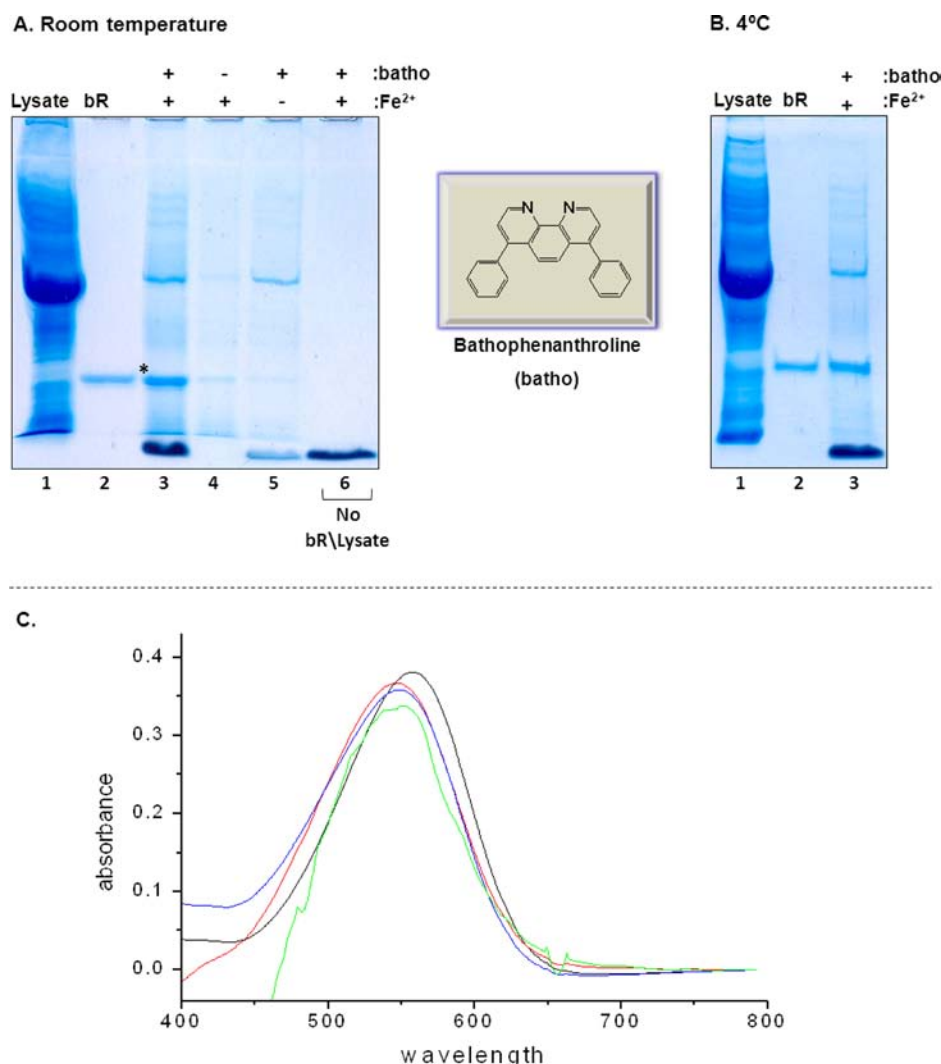 A. Room temperature
B. 4ºC
+ - + + :batho
Lysate bR + + - + :Fe²⁺
+ :batho
Lysate bR + :Fe²⁺
*
1 2 3 4 5 6
No
bR\Lysate
N N
Bathophenanthroline
(batho)
1 2 3
C.
absorbance
0.4
0.3
0.2
0.1
0.0
400 500 600 700 800
wavelength